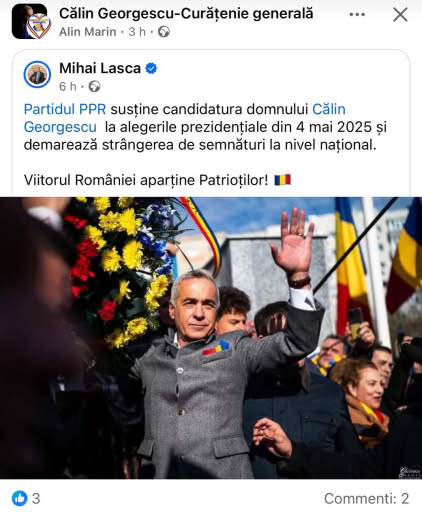 Călin Georgescu-Curățenie generală
Alin Marin · 3 h ·
Mihai Lasca
6 h ·
Partidul PPR susține candidatura domnului Călin
Georgescu la alegerile prezidențiale din 4 mai 2025 și
demarează strângerea de semnături la nivel național.
Viitorul României aparține Patrioților!
3
Comentarii: 2